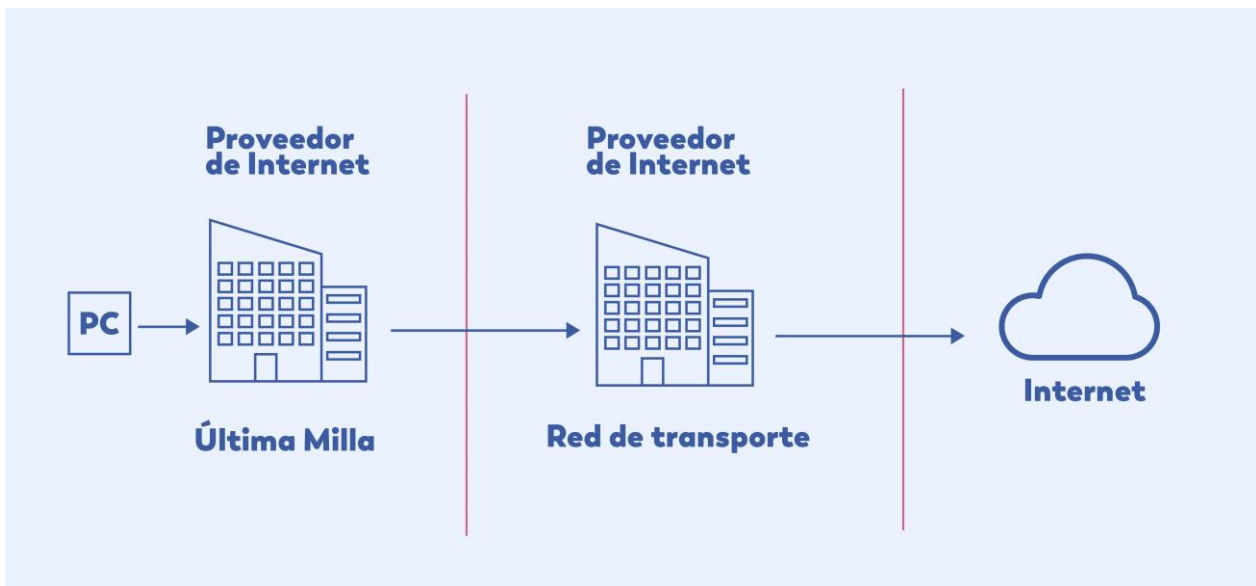 Proveedor
de Internet
Proveedor
de Internet
PC
Última Milla
Red de transporte
Internet